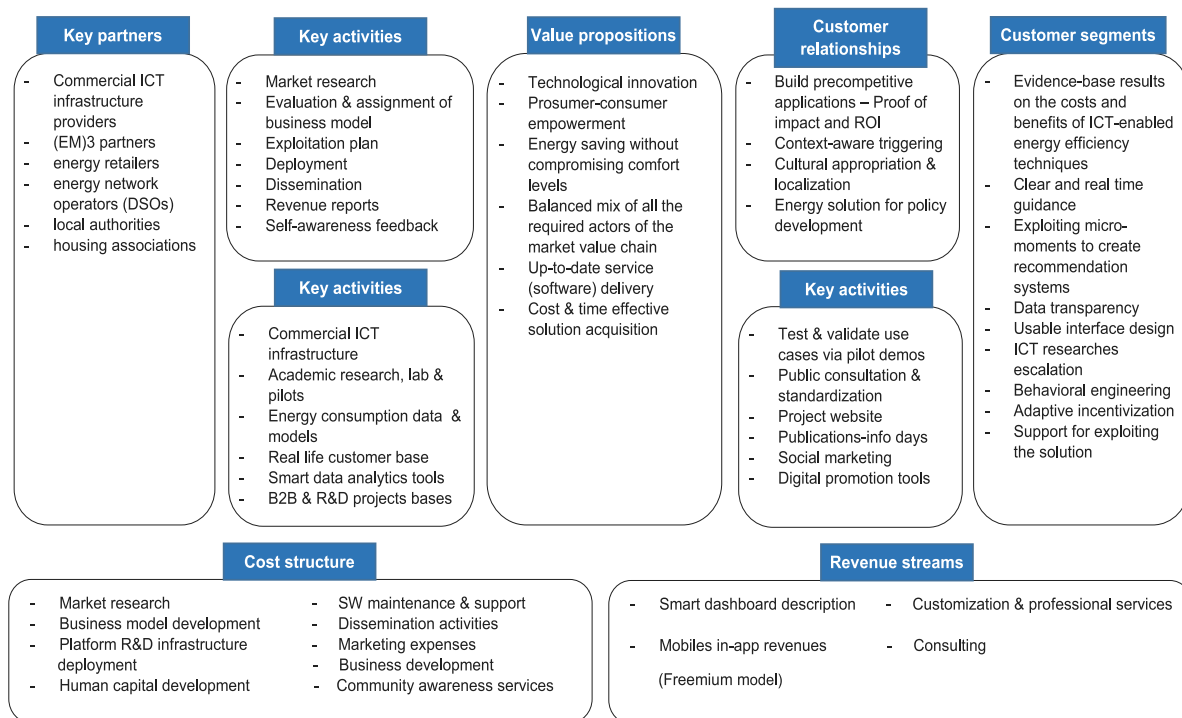 Key partners
- Commercial ICT
infrastructure
providers
- (EM)3 partners
- energy retailers
- energy network
operators (DSOs)
- local authorities
- housing associations
Key activities
- Market research
- Evaluation & assignment of
business model
- Exploitation plan
- Deployment
- Dissemination
- Revenue reports
- Self-awareness feedback
Key activities
- Commercial ICT
infrastructure
- Academic research, lab &
pilots
- Energy consumption data & 
models
- Real life customer base
- Smart data analytics tools
- B2B & R&D projects bases
Value propositions
- Technological innovation
- Prosumer-consumer
empowerment
- Energy saving without
compromising comfort
levels
- Balanced mix of all the
required actors of the
market value chain
- Up-to-date service
(software) delivery
- Cost & time effective
solution acquisition
Customer
relationships
- Build precompetitive
applications – Proof of
impact and ROI
- Context-aware triggering
- Cultural appropriation &
localization
- Energy solution for policy
development
Key activities
- Test & validate use
cases via pilot demos
- Public consultation &
standardization
- Project website
- Publications-info days
- Social marketing
- Digital promotion tools
Customer segments
- Evidence-base results
on the costs and
benefits of ICT-enabled
energy efficiency
techniques
- Clear and real time
guidance
- Exploiting micro-
moments to create
recommendation
systems
- Data transparency
- Usable interface design
- ICT researches
escalation
- Behavioral engineering
- Adaptive incentivization
- Support for exploiting
the solution
Cost structure
- Market research
- Business model development
- Platform R&D infrastructure
deployment
- Human capital development
- SW maintenance & support
- Dissemination activities
- Marketing expenses
- Business development
- Community awareness services
Revenue streams
- Smart dashboard description
- Mobiles in-app revenues
(Freemium model)
- Customization & professional services
- Consulting